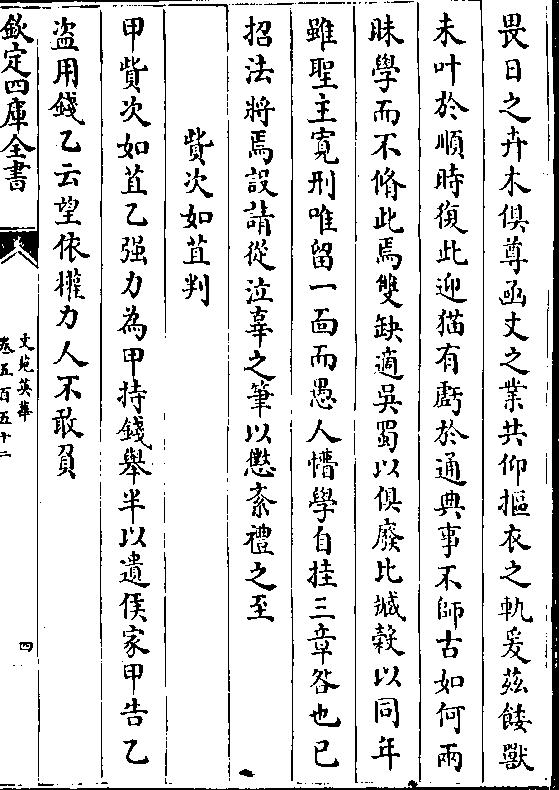 畏日之卉木俱尊函丈之業共仰摳衣之軌爰茲餧獸
未叶於順時復此迎猫有虧於通典事不師古如何兩
昧學而不脩此焉雙缺適吳蜀以俱廢比臧榖以同年
雖聖主寛刑唯留一面而愚人懵學自挂三章咎也已
招法將焉設請從泣辜之筆以懲紊禮之至
貲次如苴判
甲貲次如苴乙强力為甲持錢舉半以遺侯家甲告乙
盗用錢乙云望依權力人不敢負
欽定四庫全書
文苑英華
卷五百五十二
四